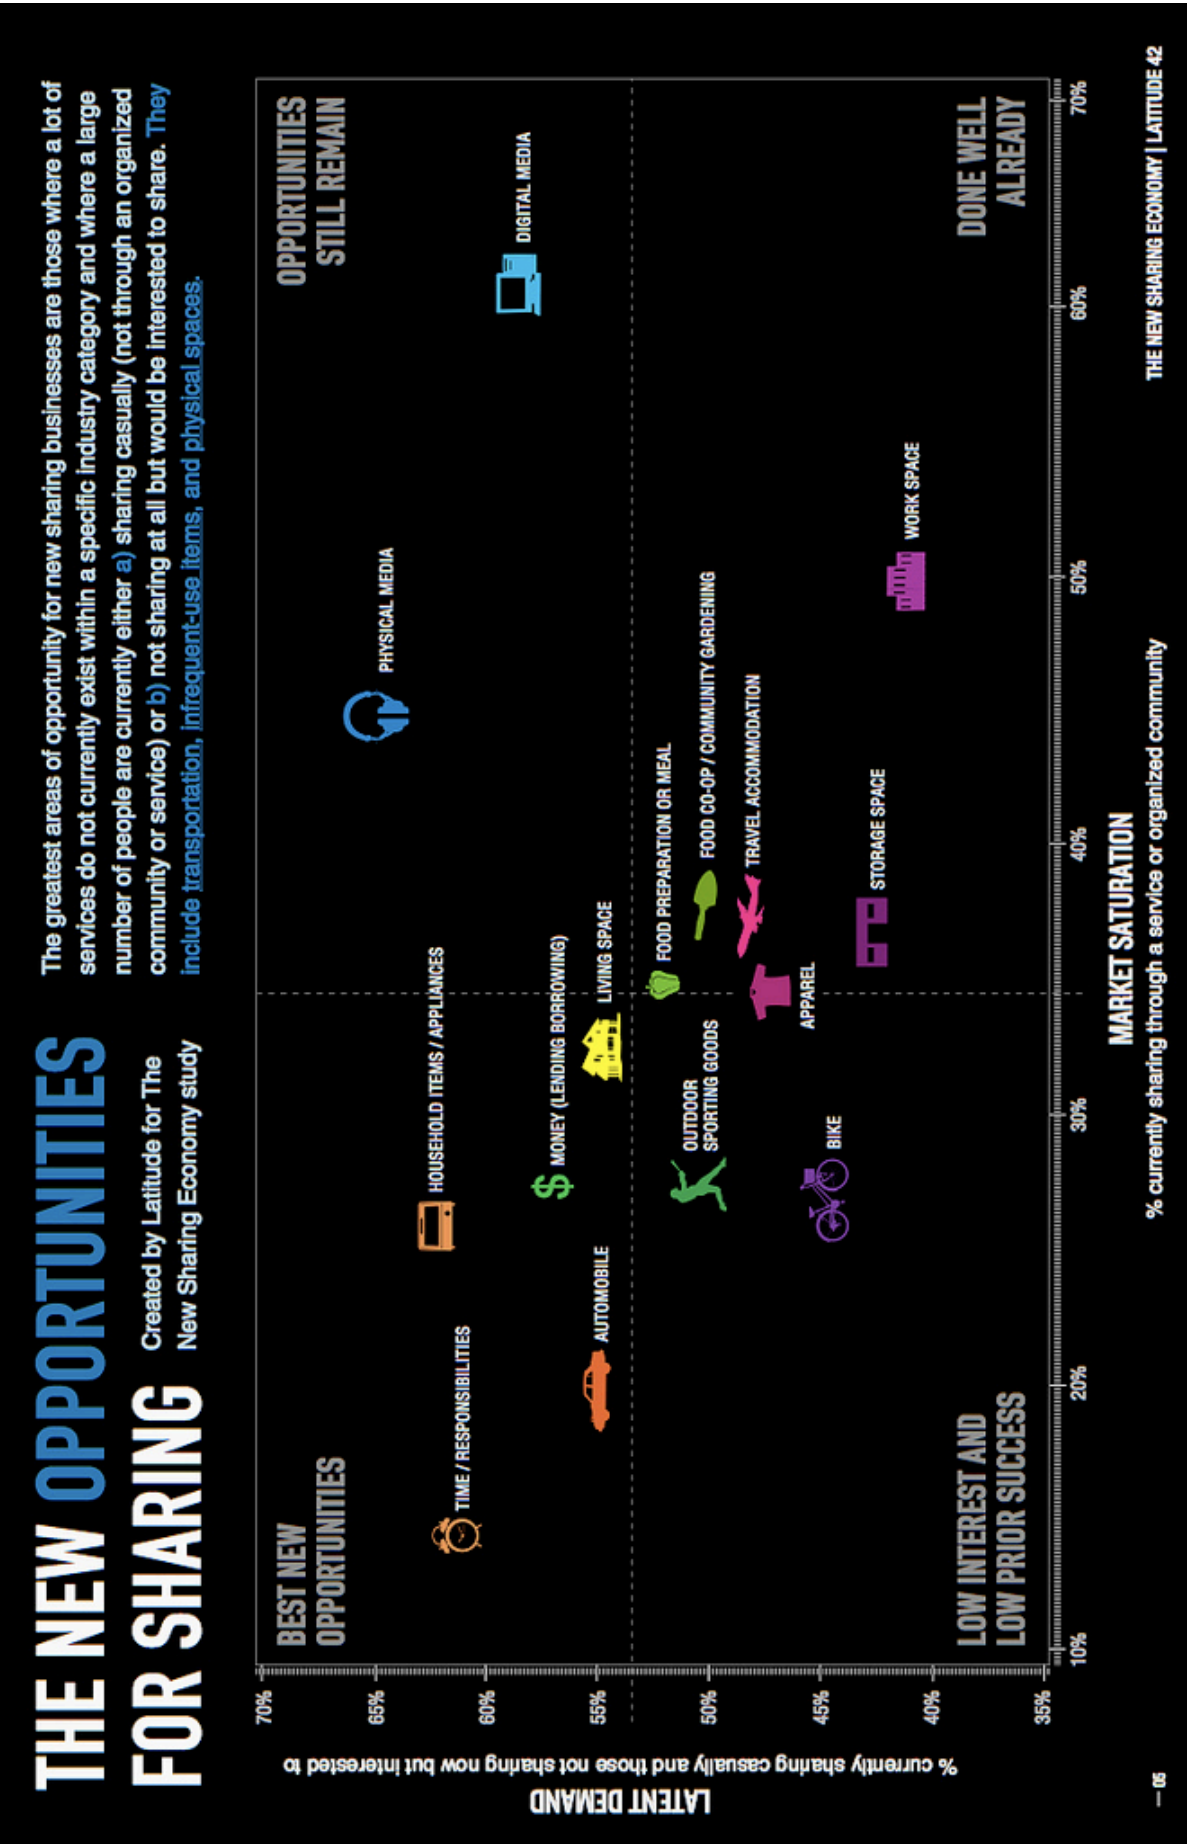 THE NEW OPPORTUNITIES
FOR SHARING
Created by Latitude for The
New Sharing Economy study
The greatest areas of opportunity for new sharing businesses are those where a lot of
services do not currently exist within a specific industry category and where a large
number of people are currently either a) sharing casually (not through an organized
community or service) or b) not sharing at all but would be interested to share. They
include transportation, infrequent-use items, and physical spaces.
BEST NEW
OPPORTUNITIES
OPPORTUNITIES
STILL REMAIN
PHYSICAL MEDIA
HOUSEHOLD ITEMS / APPLIANCES
TIME / RESPONSIBILITIES
DIGITAL MEDIA
MONEY (LENDING BORROWING)
AUTOMOBILE
LIVING SPACE
FOOD PREPARATION OR MEAL
OUTDOOR
SPORTING GOODS
FOOD CO-OP / COMMUNITY GARDENING
TRAVEL ACCOMMODATION
APPAREL
BIKE
STORAGE SPACE
WORK SPACE
LOW INTEREST AND
LOW PRIOR SUCCESS
DONE WELL
ALREADY
70%
65%
60%
55%
50%
45%
40%
35%
LATENT DEMAND
% currently sharing casually and those not sharing now but interested to
10%
20%
30%
40%
50%
60%
70%
MARKET SATURATION
% currently sharing through a service or organized community
— 05
THE NEW SHARING ECONOMY | LATITUDE 42